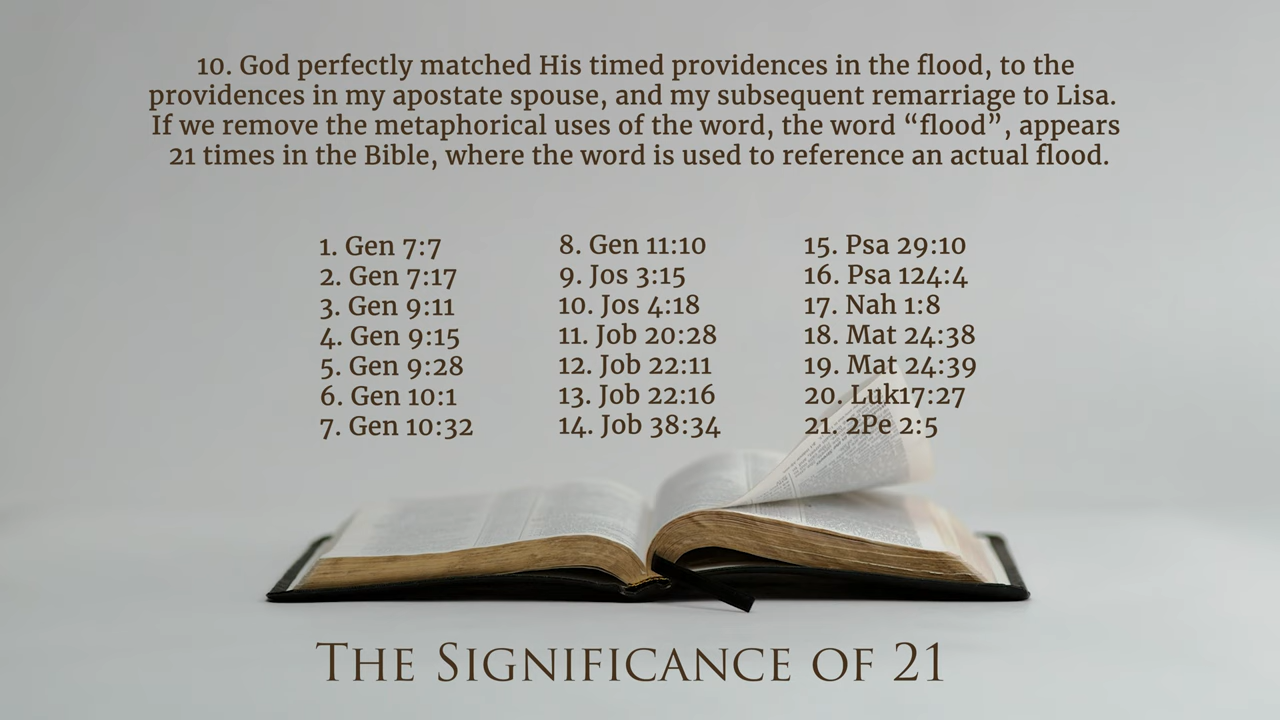 10. God perfectly matched His timed providences in the flood, to the
providences in my apostate spouse, and my subsequent remarriage to Lisa.
If we remove the metaphorical uses of the word, the word “flood”, appears
21 times in the Bible, where the word is used to reference an actual flood.
1. Gen 7:7
2. Gen 7:17
3. Gen 9:11
4. Gen 9:15
5. Gen 9:28
6. Gen 10:1
7. Gen 10:32
8. Gen 11:10
9. Jos 3:15
10. Jos 4:18
11. Job 20:28
12. Job 22:11
13. Job 22:16
14. Job 38:34
15. Psa 29:10
16. Psa 124:4
17. Nah 1:8
18. Mat 24:38
19. Mat 24:39
20. Luk17:27
21. 2Pe 2:5
The Significance of 21